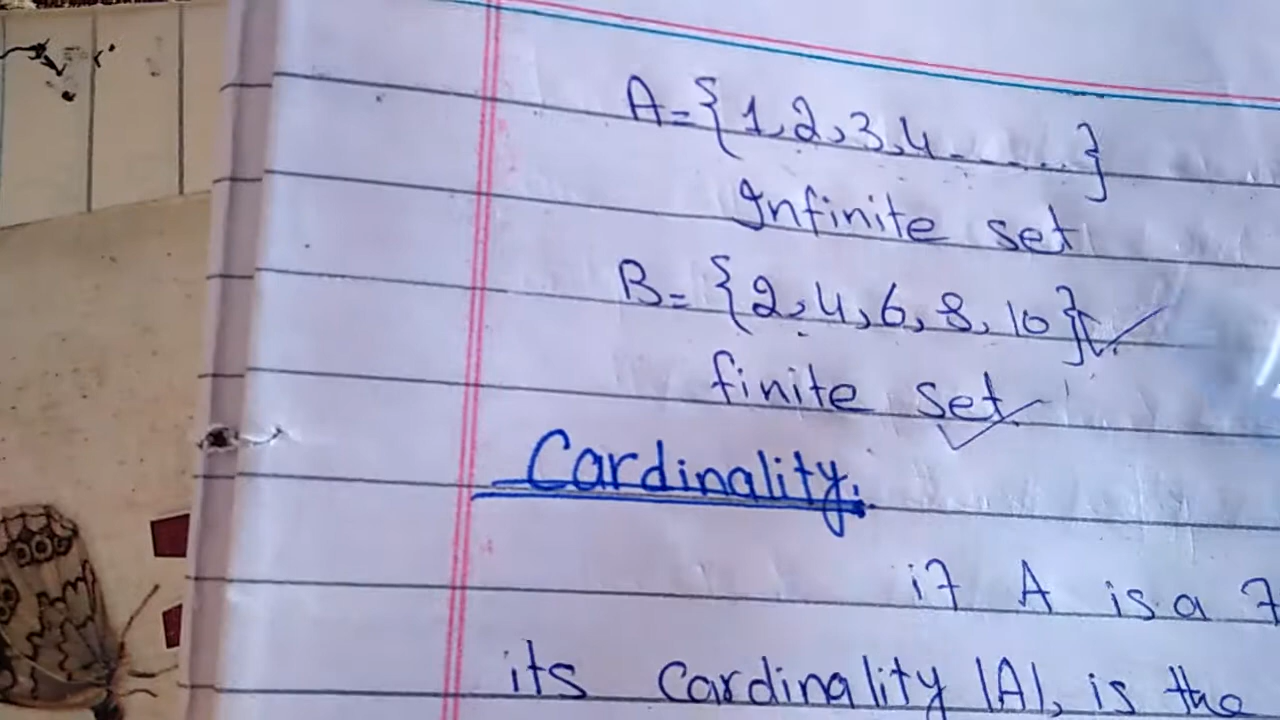 A={1,2,3,4......}
Infinite set
B={2,4,6,8,10}
finite set
Cardinality.
if A is a
its cardinality |A|, is the